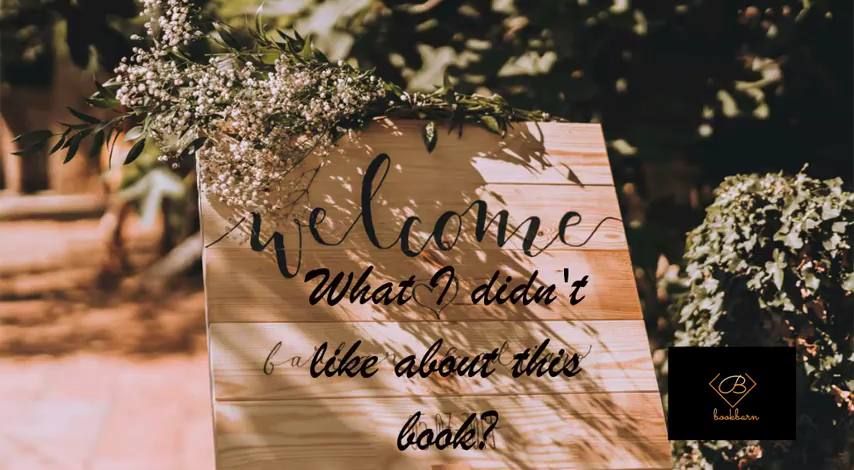 welcome
What I didn't
like about this
book?
B
bookbarn